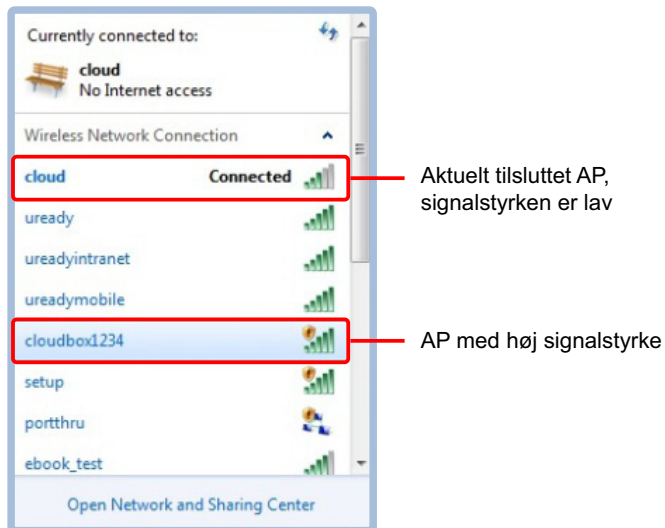 Currently connected to:
cloud
No Internet access
Wireless Network Connection
cloud Connected
Aktuelt tilsluttet AP,
signalstyrken er lav
uready
ureadyintranet
ureadymobile
cloudbox1234
AP med høj signalstyrke
setup
portthru
ebook_test
Open Network and Sharing Center